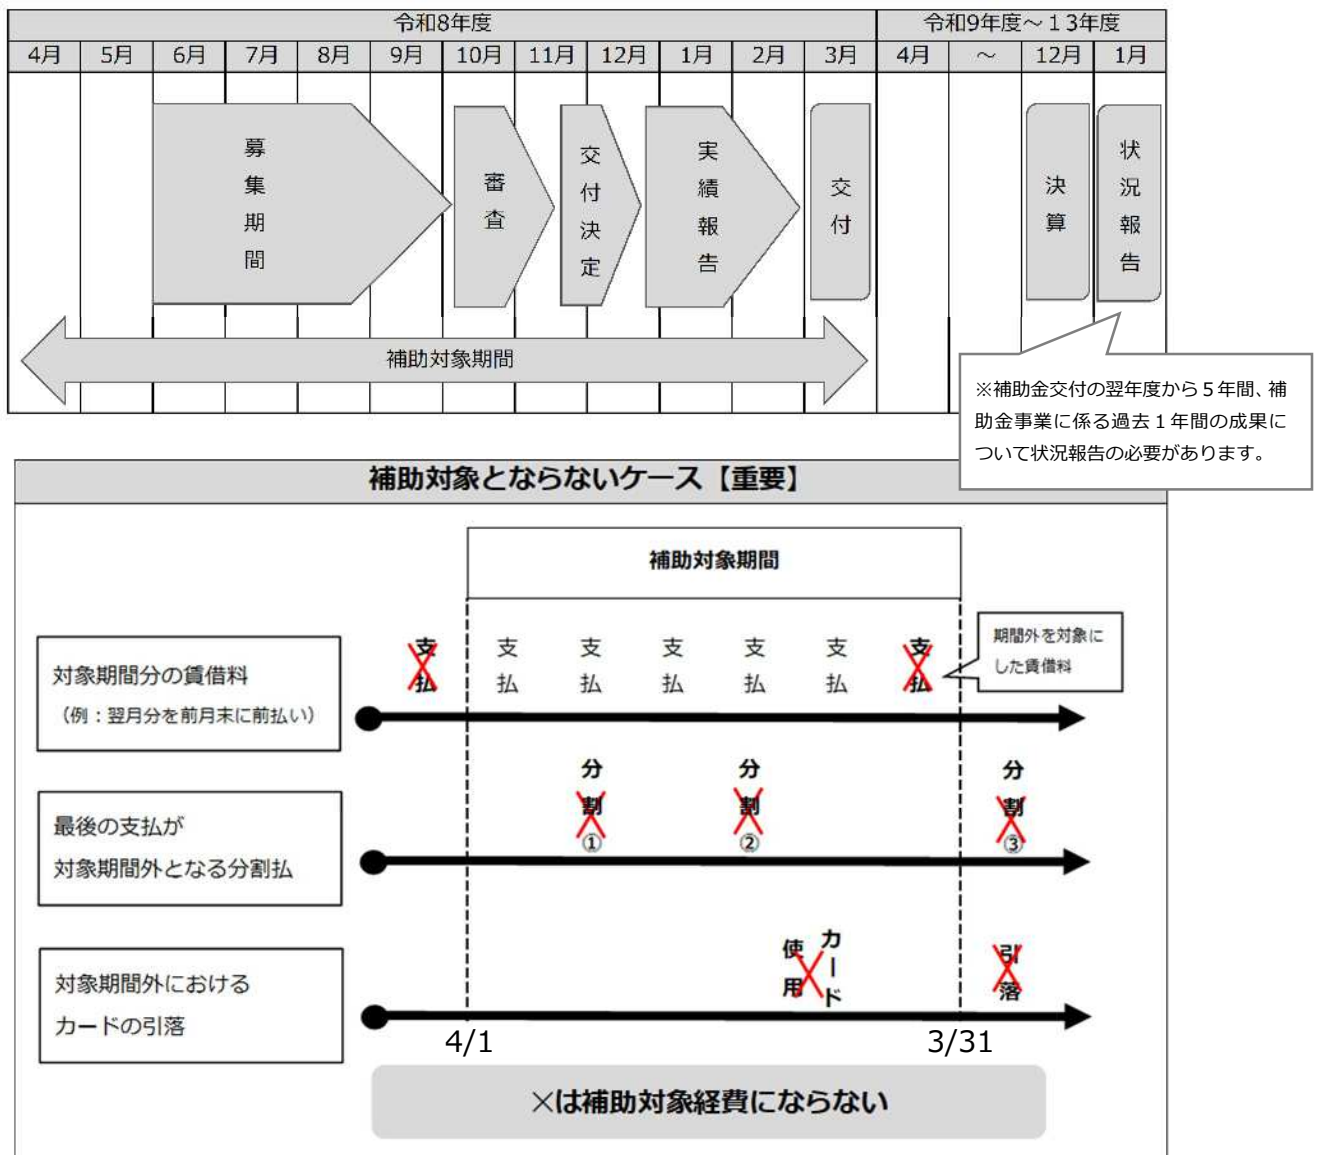 令和8年度 令和9年度～１3年度
4月 5月 6月 7月 8月 9月 10月 11月 12月 1月 2月 3月 4月 ～ 12月 1月
募集期間
審査
交付決定
実績報告
交付
決算
状況報告
補助対象期間
※補助金交付の翌年度から５年間、補
助金事業に係る過去１年間の成果に
ついて状況報告の必要があります。
補助対象とならないケース【重要】
補助対象期間
対象期間分の賃借料
（例：翌月分を前月末に前払い）
支払 支払 支払 支払 支払 支払 支払
期間外を対象に
した賃借料
最後の支払が
対象期間外となる分割払
分割① 分割② 分割③
対象期間外における
カードの引落
カード使用
引落
4/1 3/31
×は補助対象経費にならない